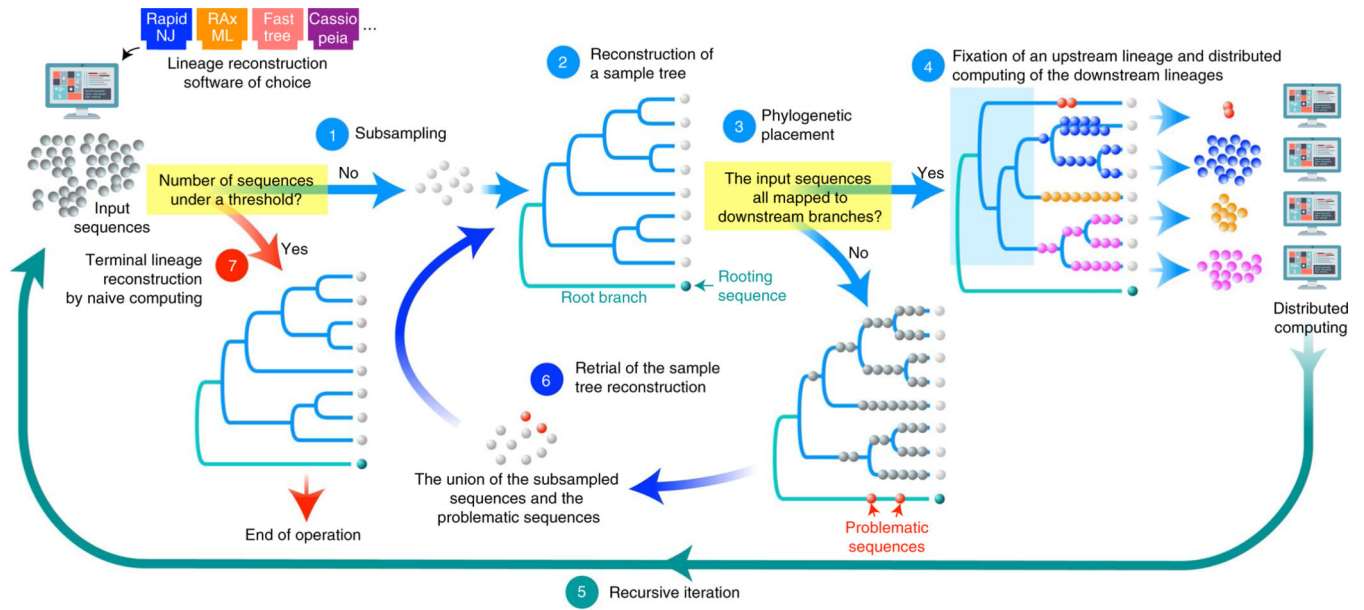 Rapid
NJ
RAx
ML
Fast
tree
Cassio
peia
...
Lineage reconstruction
software of choice
Input
sequences
Number of sequences
under a threshold?
No
Yes
1
Subsampling
2
Reconstruction of
a sample tree
Root branch
Rooting
sequence
3
Phylogenetic
placement
The input sequences
all mapped to
downstream branches?
Yes
No
4
Fixation of an upstream lineage and distributed
computing of the downstream lineages
Distributed
computing
7
Terminal lineage
reconstruction
by naive computing
End of operation
6
Retrial of the sample
tree reconstruction
The union of the subsampled
sequences and the
problematic sequences
Problematic
sequences
5
Recursive iteration